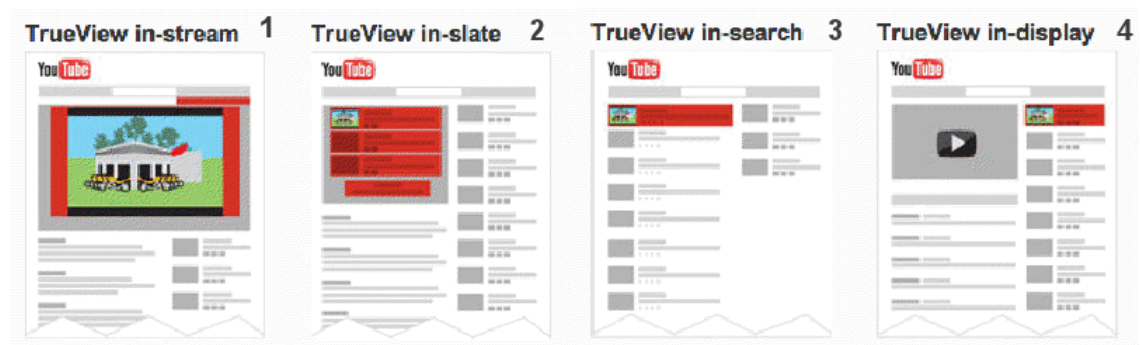 TrueView in-stream 1
TrueView in-slate 2
TrueView in-search 3
TrueView in-display 4
YouTube
YouTube
YouTube
YouTube